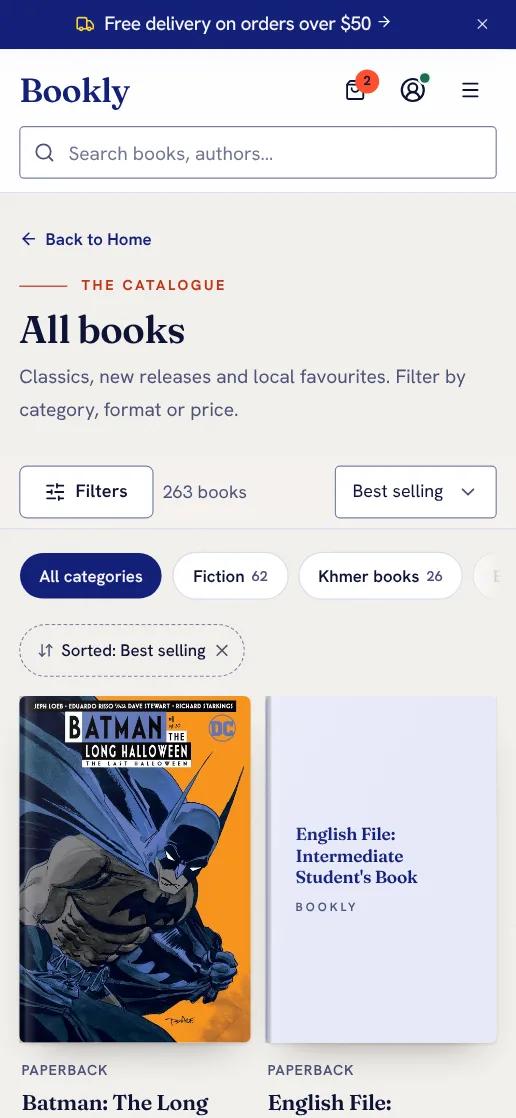 Free delivery on orders over $50 →
Bookly
2
Search books, authors...
← Back to Home
THE CATALOGUE
All books
Classics, new releases and local favourites. Filter by
category, format or price.
Filters
263 books
Best selling
All categories
Fiction 62
Khmer books 26
Sorted: Best selling
JEPH LOEB • EDUARDO RISSO DAVE STEWART • RICHARD STARKINGS
BATMAN
THE
LONG HALLOWEEN
THE LAST HALLOWEEN
DC
English File:
Intermediate
Student's Book
BOOKLY
PAPERBACK
PAPERBACK
Batman: The Long
English File: